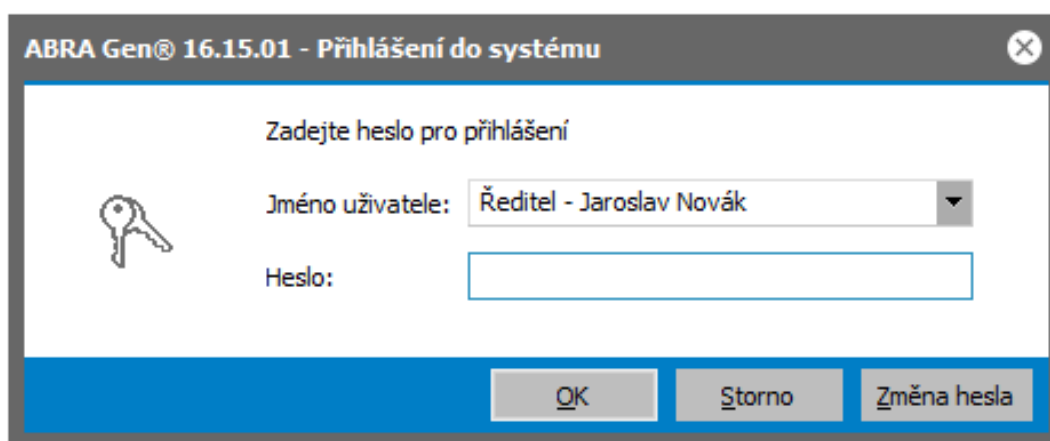 ABRA Gen® 16.15.01 - Přihlášení do systému
Zadejte heslo pro přihlášení
Jméno uživatele: Ředitel - Jaroslav Novák
Heslo:
OK Storno Změna hesla